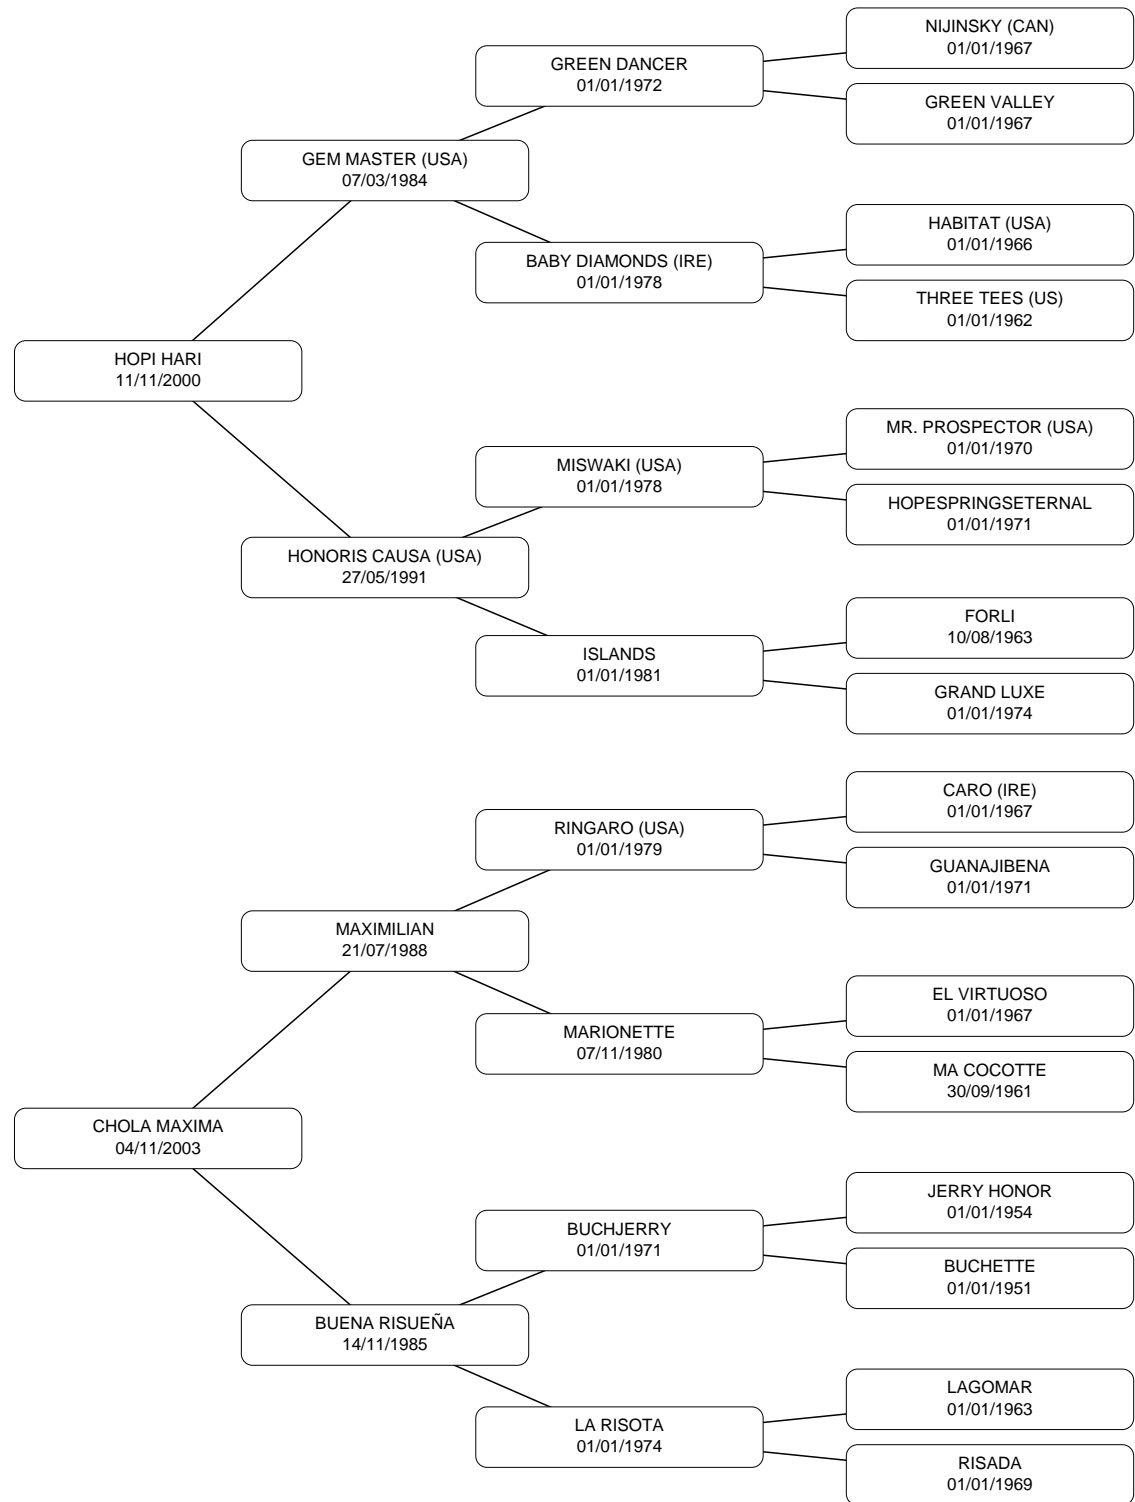 NIJINSKY (CAN)
01/01/1967
GREEN DANCER
01/01/1972
GREEN VALLEY
01/01/1967
GEM MASTER (USA)
07/03/1984
HABITAT (USA)
01/01/1966
BABY DIAMONDS (IRE)
01/01/1978
THREE TEES (US)
01/01/1962
HOPI HARI
11/11/2000
MR. PROSPECTOR (USA)
01/01/1970
MISWAKI (USA)
01/01/1978
HOPESPRINGSETERNAL
01/01/1971
HONORIS CAUSA (USA)
27/05/1991
FORLI
10/08/1963
ISLANDS
01/01/1981
GRAND LUXE
01/01/1974
CARO (IRE)
01/01/1967
RINGARO (USA)
01/01/1979
GUANAJIBENA
01/01/1971
MAXIMILIAN
21/07/1988
EL VIRTUOSO
01/01/1967
MARIONETTE
07/11/1980
MA COCOTTE
30/09/1961
CHOLA MAXIMA
04/11/2003
JERRY HONOR
01/01/1954
BUCHJERRY
01/01/1971
BUCHETTE
01/01/1951
BUENA RISUEÑA
14/11/1985
LAGOMAR
01/01/1963
LA RISOTA
01/01/1974
RISADA
01/01/1969